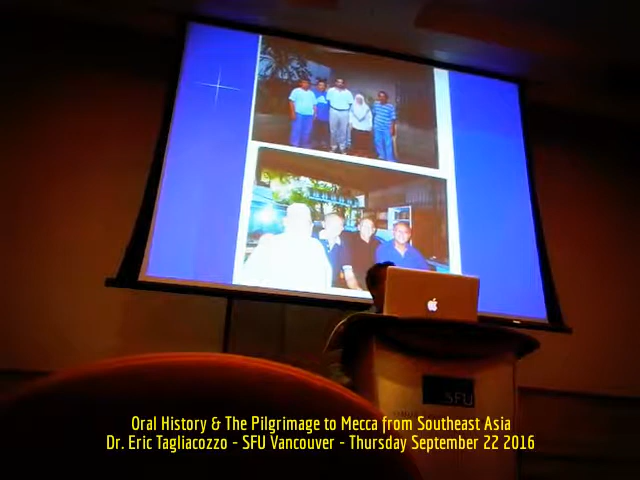 SFU
Oral History & The Pilgrimage to Mecca from Southeast Asia
Dr. Eric Tagliacozzo - SFU Vancouver - Thursday September 22 2016